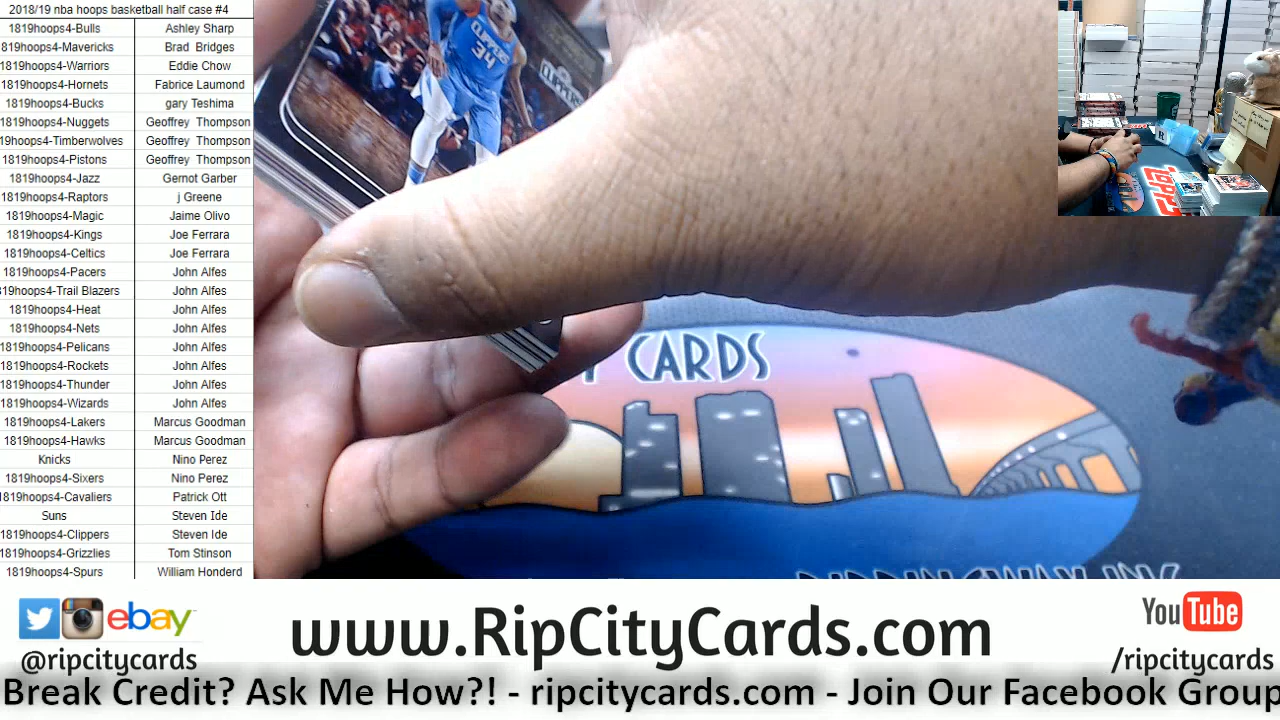 2018/19 nba hoops basketball half case #4
1819hoops4-Bulls Ashley Sharp
819hoops4-Mavericks Brad Bridges
1819hoops4-Warriors Eddie Chow
1819hoops4-Hornets Fabrice Laumond
1819hoops4-Bucks gary Teshima
1819hoops4-Nuggets Geoffrey Thompson
19hoops4-Timberwolves Geoffrey Thompson
1819hoops4-Pistons Geoffrey Thompson
1819hoops4-Jazz Gernot Garber
1819hoops4-Raptors j Greene
1819hoops4-Magic Jaime Olivo
1819hoops4-Kings Joe Ferrara
1819hoops4-Celtics Joe Ferrara
1819hoops4-Pacers John Alfes
819hoops4-Trail Blazers John Alfes
1819hoops4-Heat John Alfes
1819hoops4-Nets John Alfes
1819hoops4-Pelicans John Alfes
1819hoops4-Rockets John Alfes
1819hoops4-Thunder John Alfes
1819hoops4-Wizards John Alfes
1819hoops4-Lakers Marcus Goodman
1819hoops4-Hawks Marcus Goodman
Knicks Nino Perez
1819hoops4-Sixers Nino Perez
1819hoops4-Cavaliers Patrick Ott
Suns Steven Ide
1819hoops4-Clippers Steven Ide
1819hoops4-Grizzlies Tom Stinson
1819hoops4-Spurs William Honderd
CLIPPERS
34
TOPPS
CARDS
ebay
@ripcitycards
www.RipCityCards.com
YouTube
/ripcitycards
Break Credit? Ask Me How?! - ripcitycards.com - Join Our Facebook Group